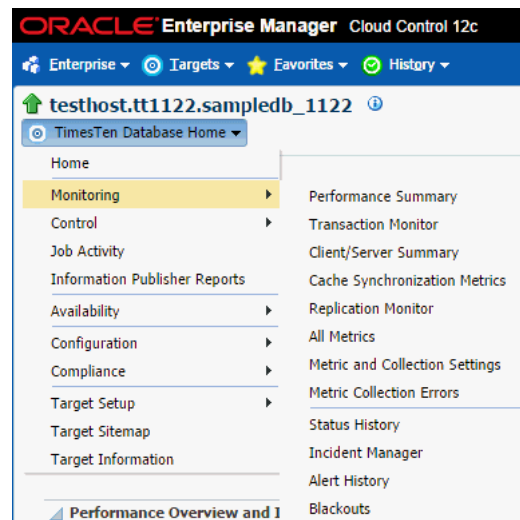 ORACLE Enterprise Manager Cloud Control 12c
Enterprise Targets Favorites History
testhost.tt1122.sampledb_1122
TimesTen Database Home
Home
Monitoring
Control
Job Activity
Information Publisher Reports
Availability
Configuration
Compliance
Target Setup
Target Sitemap
Target Information
Performance Summary
Transaction Monitor
Client/Server Summary
Cache Synchronization Metrics
Replication Monitor
All Metrics
Metric and Collection Settings
Metric Collection Errors
Status History
Incident Manager
Alert History
Blackouts
Performance Overview and